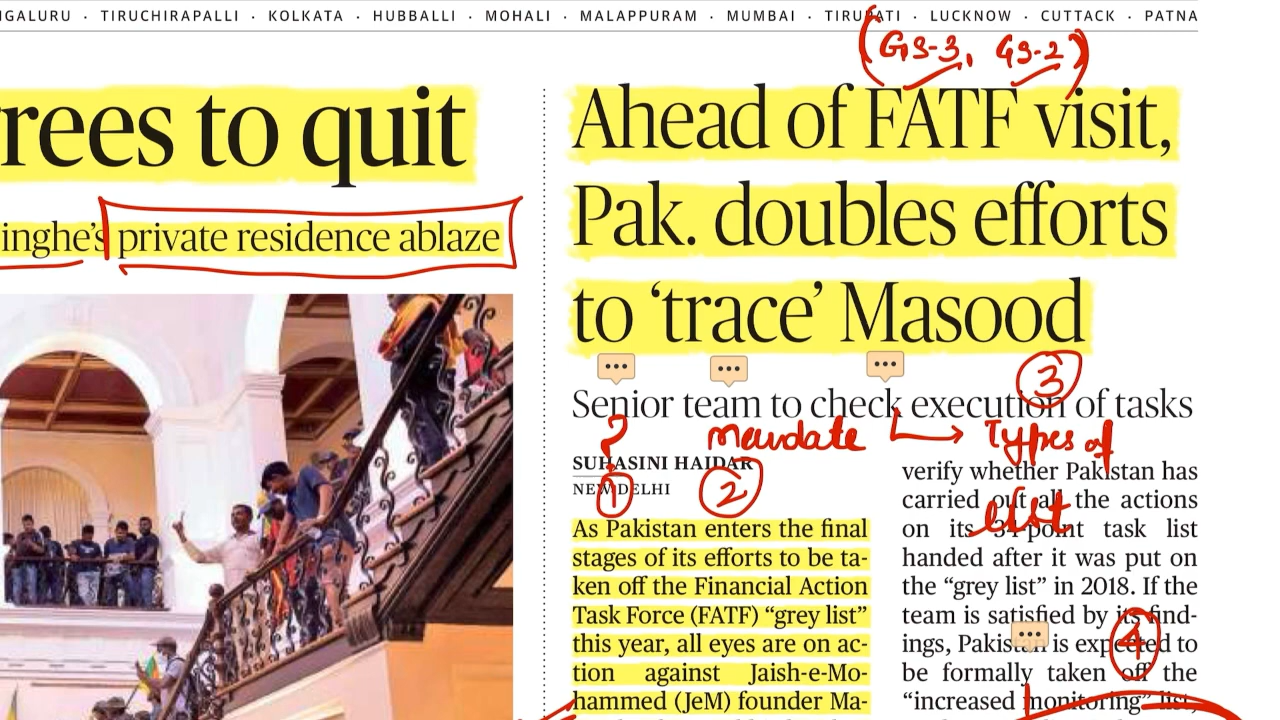 NGALURU · TIRUCHIRAPALLI · KOLKATA · HUBBALLI · MOHALI · MALAPPURAM · MUMBAI · TIRUPATI · LUCKNOW · CUTTACK · PATNA
(GS-3, GS-2)
rees to quit
inghe's private residence ablaze
Ahead of FATF visit,
Pak. doubles efforts
to ‘trace’ Masood
Senior team to check execution of tasks
3
? mandate Types of
list
1 2
SUHASINI HAIDAR
NEW DELHI
As Pakistan enters the final
stages of its efforts to be ta-
ken off the Financial Action
Task Force (FATF) “grey list”
this year, all eyes are on ac-
tion against Jaish-e-Mo-
hammed (JeM) founder Ma-
verify whether Pakistan has
carried out all the actions
on its 34-point task list
handed after it was put on
the “grey list” in 2018. If the
team is satisfied by its find-
ings, Pakistan is expected to
be formally taken off the
“increased monitoring” list,
4